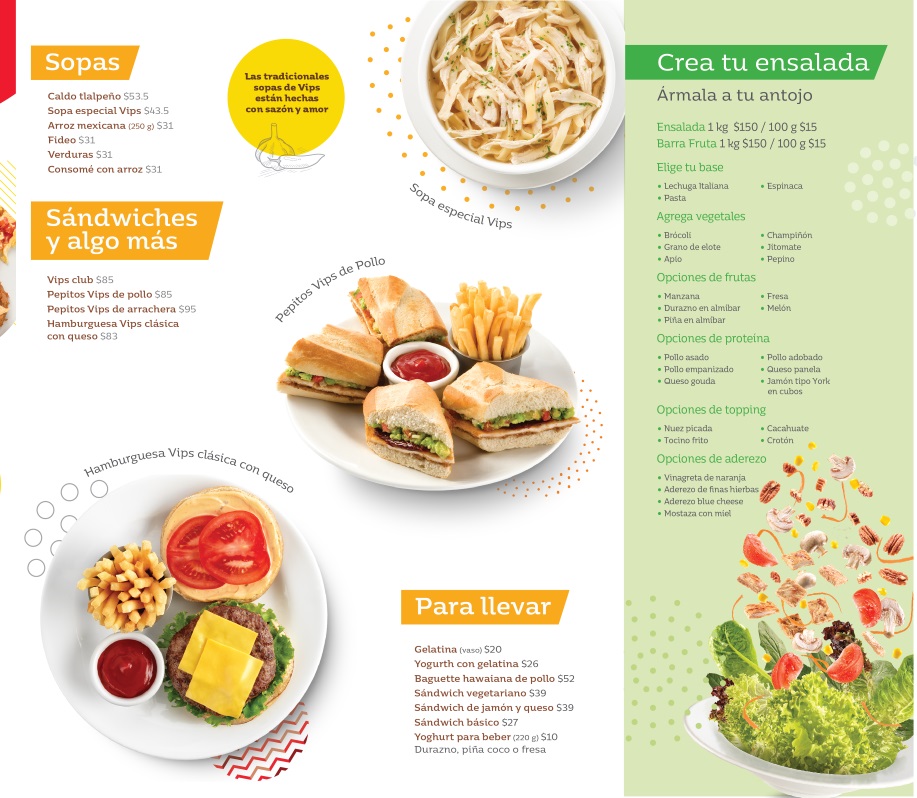 Sopas
Caldo tlalpeño $53.5
Sopa especial Vips $43.5
Arroz mexicana (250 g) $31
Fideo $31
Verduras $31
Consomé con arroz $31
Las tradicionales
sopas de Vips
están hechas
con sazón y amor
Sopa especial Vips
Sándwiches
y algo más
Vips club $85
Pepitos Vips de pollo $85
Pepitos Vips de arrachera $95
Hamburguesa Vips clásica
con queso $83
Pepitos Vips de Pollo
Hamburguesa Vips clásica con queso
Para llevar
Gelatina (vaso) $20
Yogurth con gelatina $26
Baguette hawaiana de pollo $52
Sándwich vegetariano $39
Sándwich de jamón y queso $39
Sándwich básico $27
Yoghurt para beber (220 g) $10
Durazno, piña coco o fresa
Crea tu ensalada
Ármala a tu antojo
Ensalada 1 kg $150 / 100 g $15
Barra Fruta 1 kg $150 / 100 g $15
Elige tu base
• Lechuga Italiana
• Pasta
• Espinaca
Agrega vegetales
• Brócoli
• Grano de elote
• Apio
• Champiñón
• Jitomate
• Pepino
Opciones de frutas
• Manzana
• Durazno en almíbar
• Piña en almíbar
• Fresa
• Melón
Opciones de proteína
• Pollo asado
• Pollo empanizado
• Queso gouda
• Pollo adobado
• Queso panela
• Jamón tipo York
en cubos
Opciones de topping
• Nuez picada
• Tocino frito
• Cacahuate
• Crotón
Opciones de aderezo
• Vinagreta de naranja
• Aderezo de finas hierbas
• Aderezo blue cheese
• Mostaza con miel